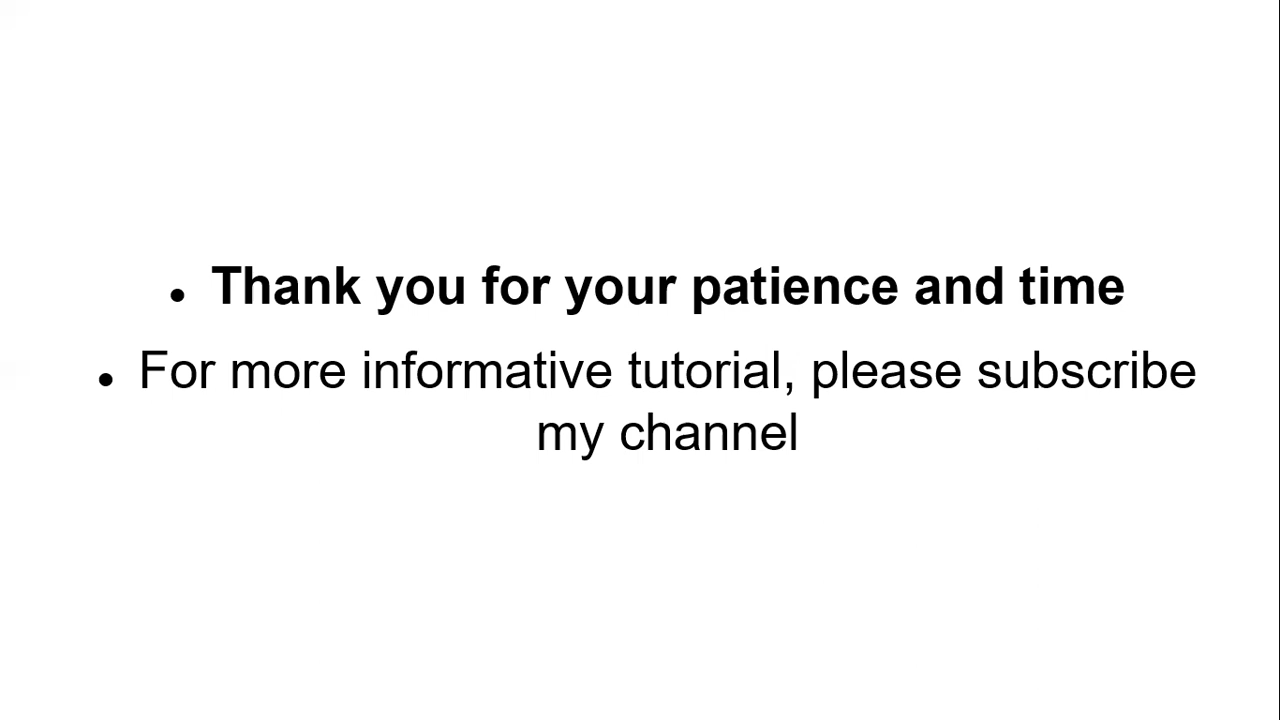 • Thank you for your patience and time
• For more informative tutorial, please subscribe
my channel